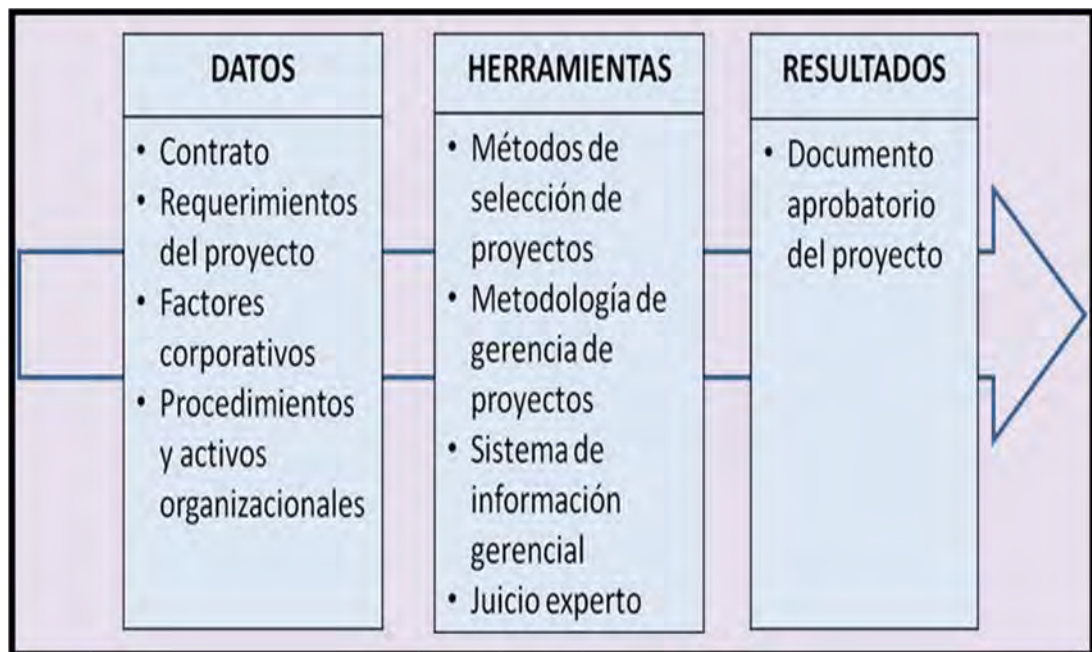 DATOS
• Contrato
• Requerimientos
del proyecto
• Factores
corporativos
• Procedimientos
y activos
organizacionales
HERRAMIENTAS
• Métodos de
selección de
proyectos
• Metodología de
gerencia de
proyectos
• Sistema de
información
gerencial
• Juicio experto
RESULTADOS
• Documento
aprobatorio
del proyecto